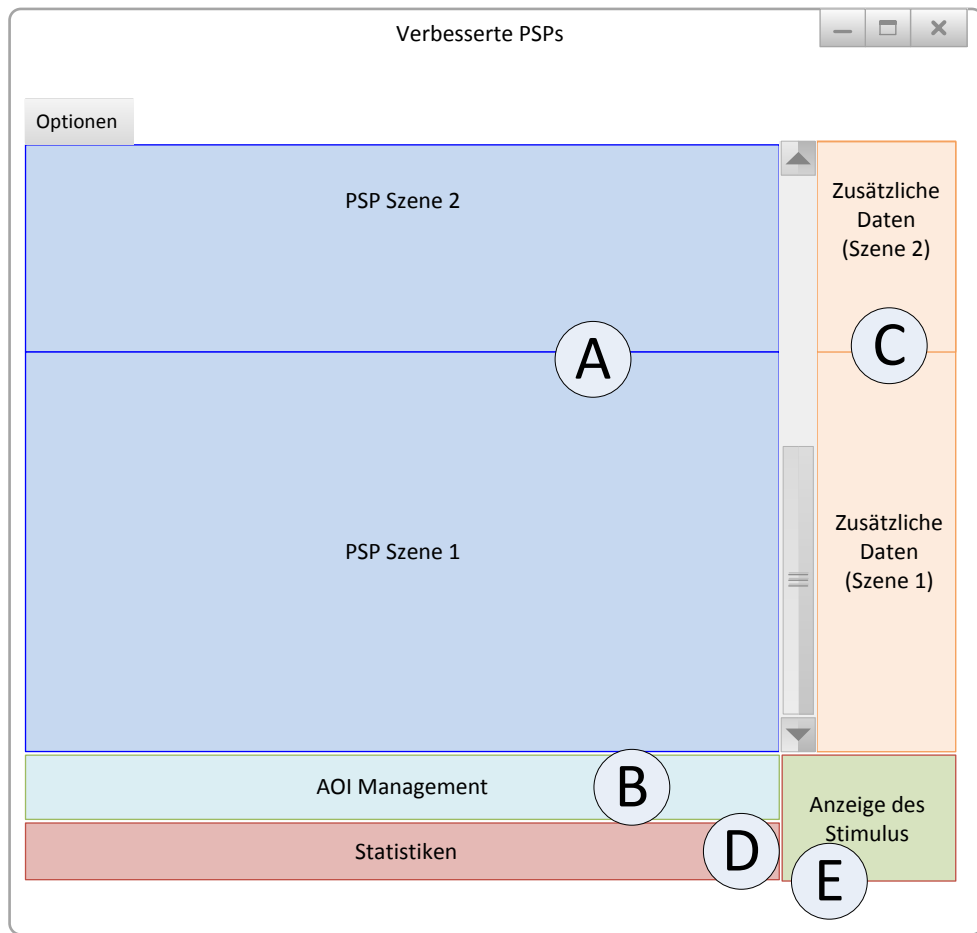 Verbesserte PSPs
Optionen
PSP Szene 2
Zusätzliche
Daten
(Szene 2)
A
C
PSP Szene 1
Zusätzliche
Daten
(Szene 1)
AOI Management
B
Anzeige des
Stimulus
Statistiken
D
E